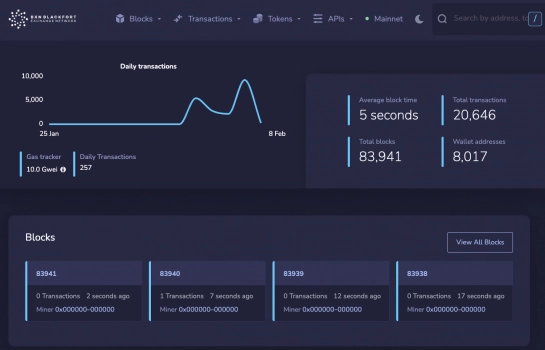 BXN BLACKFORT
EXCHANGE NETWORK
Blocks
Transactions
Tokens
APIs
Mainnet
Search by address, to
/
Daily transactions
10,000
5,000
0
25 Jan
8 Feb
Gas tracker
10.0 Gwei
Daily Transactions
257
Average block time
5 seconds
Total transactions
20,646
Total blocks
83,941
Wallet addresses
8,017
Blocks
View All Blocks
83941
0 Transactions 2 seconds ago
Miner 0x000000-000000
83940
1 Transactions 7 seconds ago
Miner 0x000000-000000
83939
0 Transactions 12 seconds ago
Miner 0x000000-000000
83938
0 Transactions 17 seconds ago
Miner 0x000000-000000